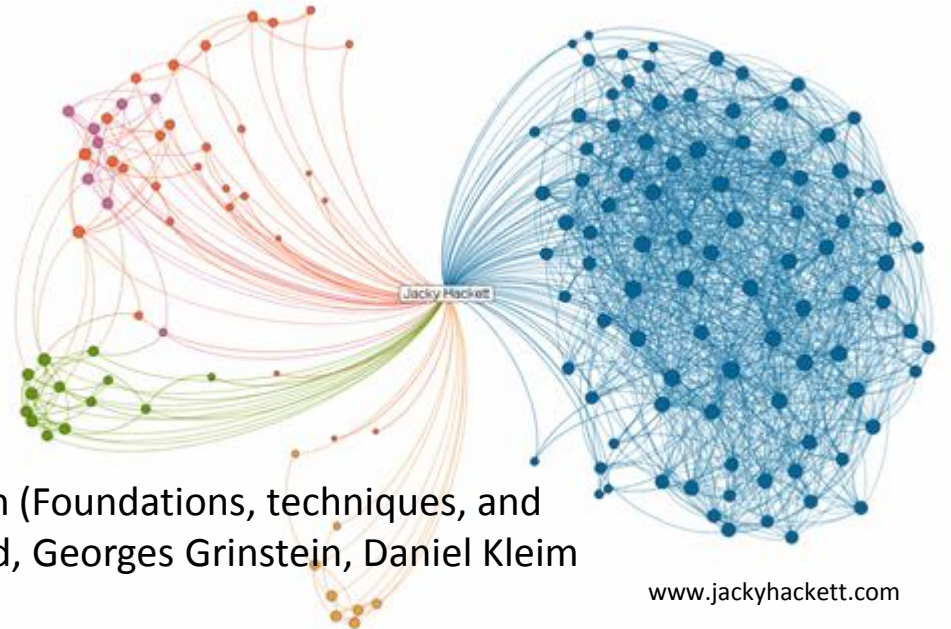 Jacky Hackett
n (Foundations, techniques, and
d, Georges Grinstein, Daniel Kleim
www.jackyhackett.com